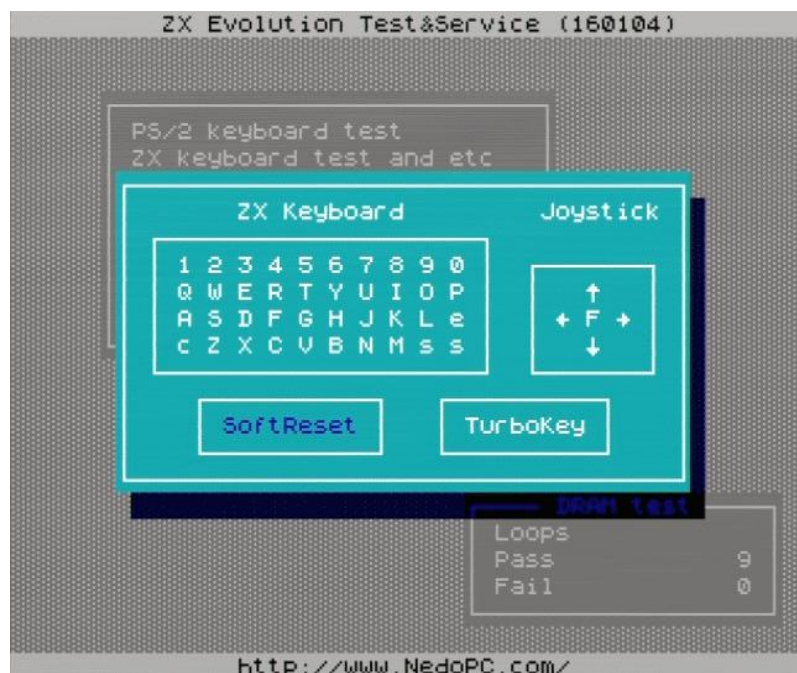 ZX Evolution Test&Service (160104)
PS/2 keyboard test
ZX keyboard test and etc
ZX Keyboard
Joystick
1 2 3 4 5 6 7 8 9 0
Q W E R T Y U I O P
A S D F G H J K L e
c Z X C V B N M s s
↑
← F →
↓
SoftReset
TurboKey
DRAM test
Loops
Pass 9
Fail 0
http://www.NedoPC.com/